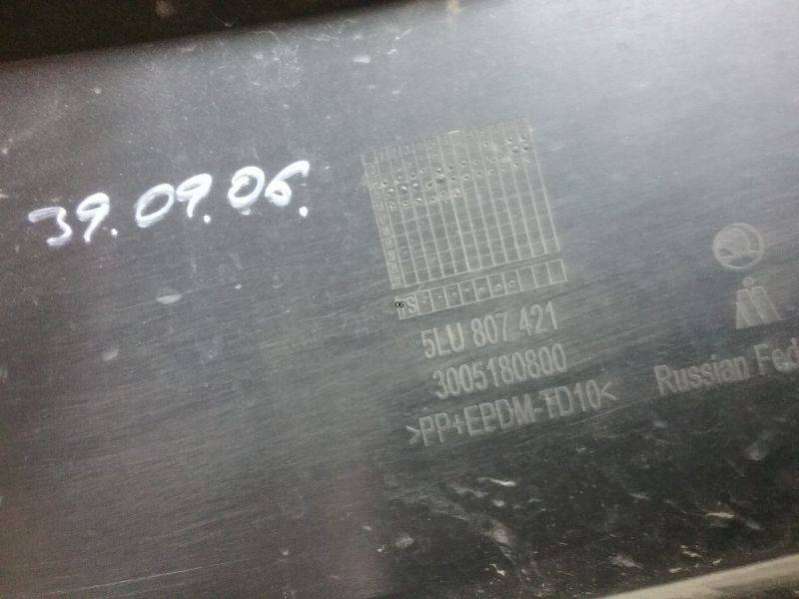 39.09.06.
5LU 807 421
3005180800
>PP+EPDM-TD10<
Russian Fed